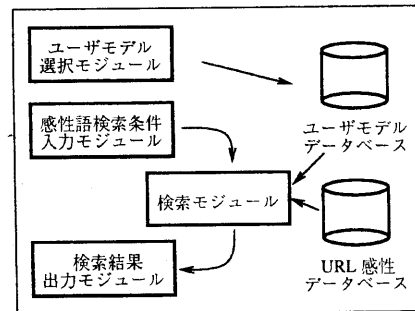 ユーザモデル
選択モジュール
感性語検索条件
入力モジュール
ユーザモデル
データベース
検索モジュール
検索結果
出力モジュール
URL 感性
データベース